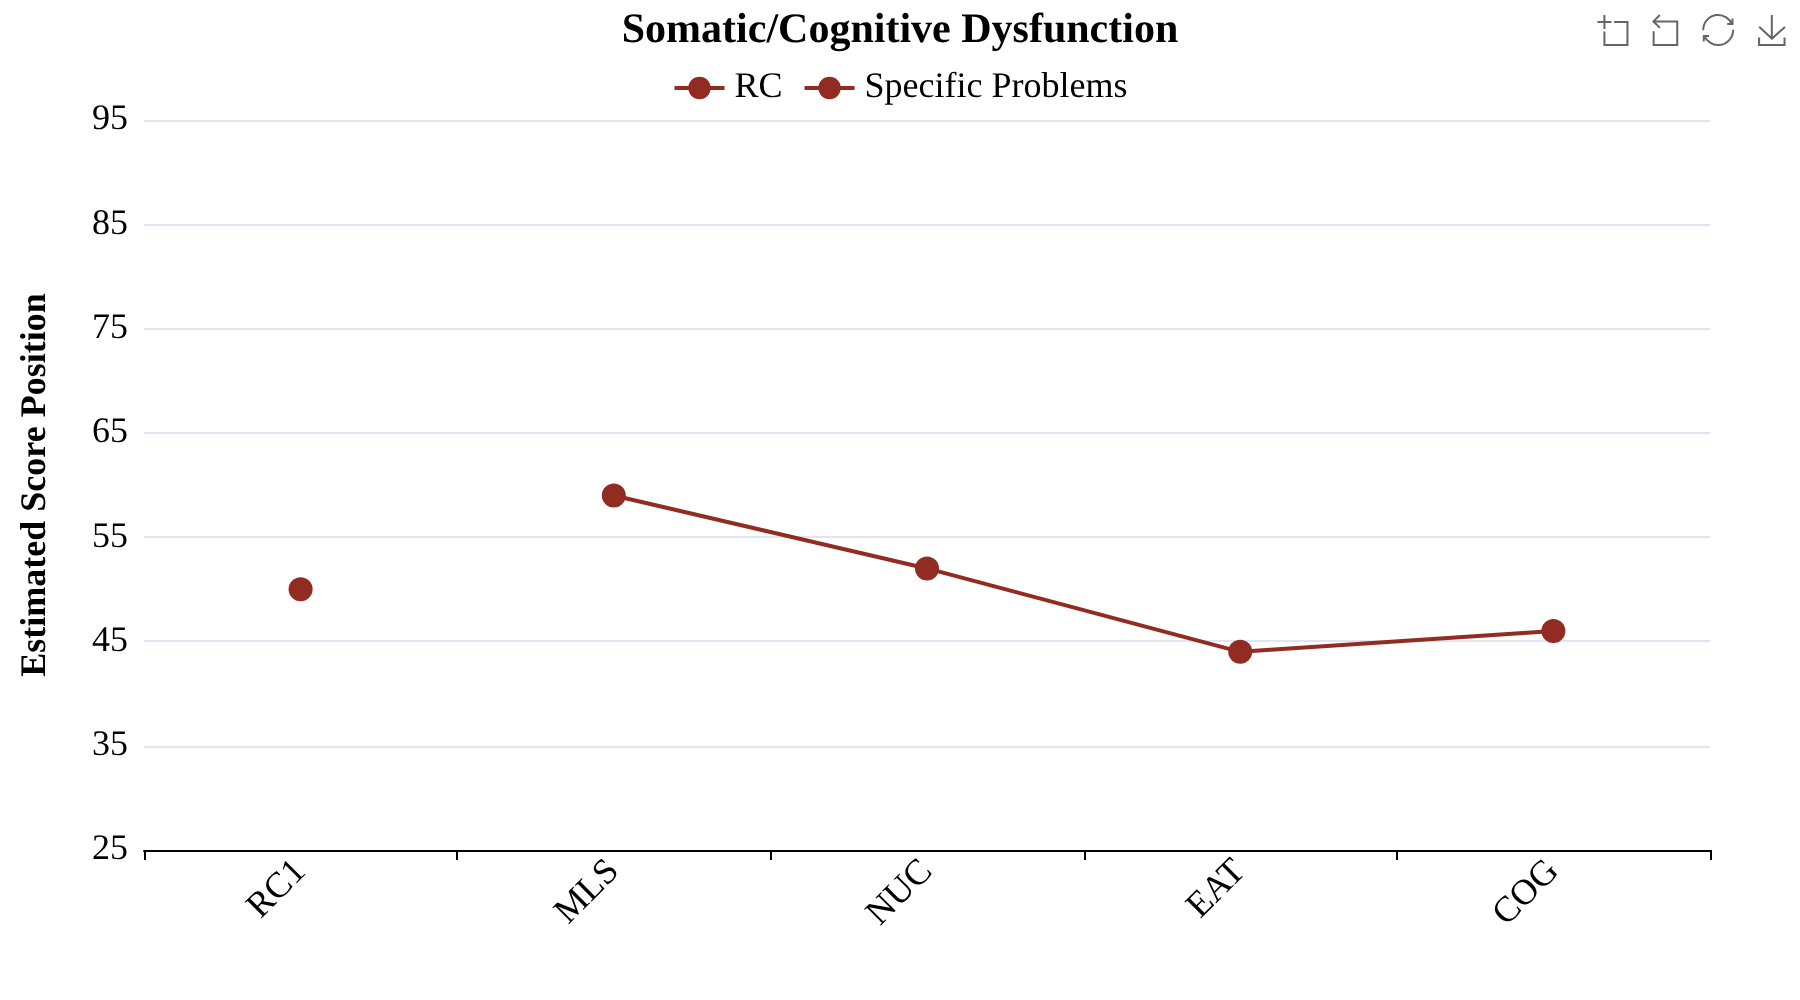 Somatic/Cognitive Dysfunction
RC Specific Problems
Estimated Score Position
95
85
75
65
55
45
35
25
RC1 MLS NUC EAT COG